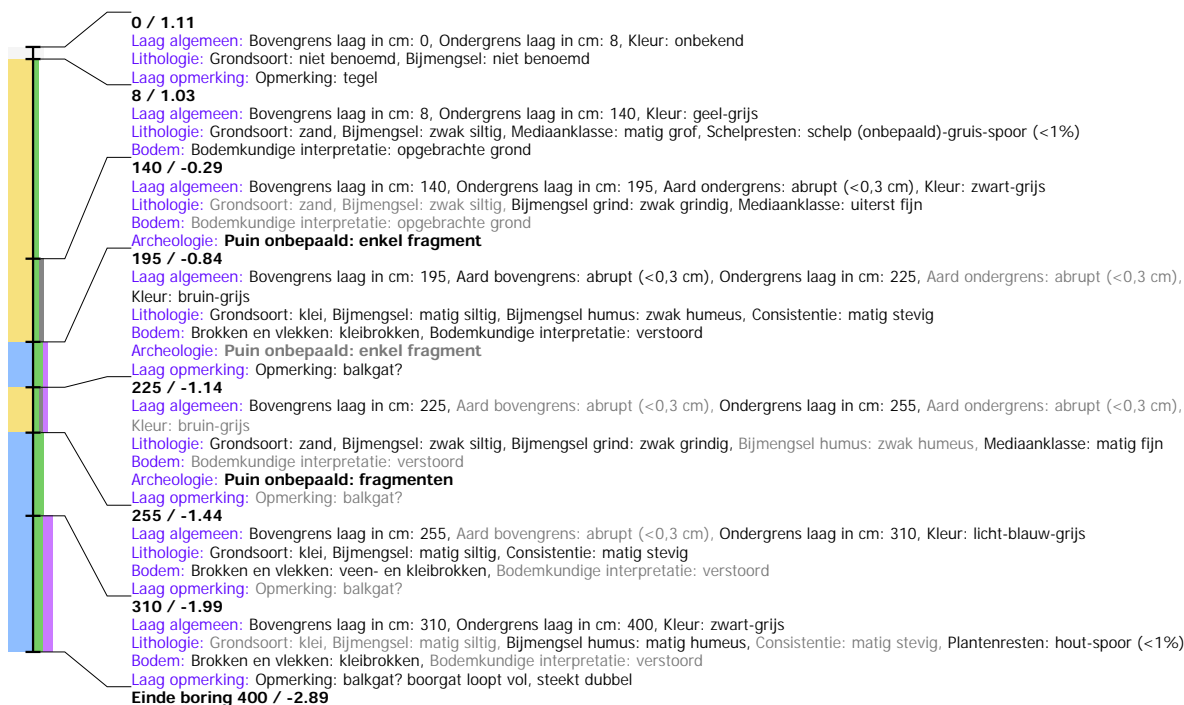 0 / 1.11
Laag algemeen: Bovengrens laag in cm: 0, Ondergrens laag in cm: 8, Kleur: onbekend
Lithologie: Grondsoort: niet benoemd, Bijmengsel: niet benoemd
Laag opmerking: Opmerking: tegel
8 / 1.03
Laag algemeen: Bovengrens laag in cm: 8, Ondergrens laag in cm: 140, Kleur: geel-grijs
Lithologie: Grondsoort: zand, Bijmengsel: zwak siltig, Mediaanklasse: matig grof, Schelpresten: schelp (onbepaald)-gruis-spoor (<1%)
Bodem: Bodemkundige interpretatie: opgebrachte grond
140 / -0.29
Laag algemeen: Bovengrens laag in cm: 140, Ondergrens laag in cm: 195, Aard ondergrens: abrupt (<0,3 cm), Kleur: zwart-grijs
Lithologie: Grondsoort: zand, Bijmengsel: zwak siltig, Bijmengsel grind: zwak grindig, Mediaanklasse: uiterst fijn
Bodem: Bodemkundige interpretatie: opgebrachte grond
Archeologie: Puin onbepaald: enkel fragment
195 / -0.84
Laag algemeen: Bovengrens laag in cm: 195, Aard bovengrens: abrupt (<0,3 cm), Ondergrens laag in cm: 225, Aard ondergrens: abrupt (<0,3 cm),
Kleur: bruin-grijs
Lithologie: Grondsoort: klei, Bijmengsel: matig siltig, Bijmengsel humus: zwak humeus, Consistentie: matig stevig
Bodem: Brokken en vlekken: kleibrokken, Bodemkundige interpretatie: verstoord
Archeologie: Puin onbepaald: enkel fragment
Laag opmerking: Opmerking: balkgat?
225 / -1.14
Laag algemeen: Bovengrens laag in cm: 225, Aard bovengrens: abrupt (<0,3 cm), Ondergrens laag in cm: 255, Aard ondergrens: abrupt (<0,3 cm),
Kleur: bruin-grijs
Lithologie: Grondsoort: zand, Bijmengsel: zwak siltig, Bijmengsel grind: zwak grindig, Bijmengsel humus: zwak humeus, Mediaanklasse: matig fijn
Bodem: Bodemkundige interpretatie: verstoord
Archeologie: Puin onbepaald: fragmenten
Laag opmerking: Opmerking: balkgat?
255 / -1.44
Laag algemeen: Bovengrens laag in cm: 255, Aard bovengrens: abrupt (<0,3 cm), Ondergrens laag in cm: 310, Kleur: licht-blauw-grijs
Lithologie: Grondsoort: klei, Bijmengsel: matig siltig, Consistentie: matig stevig
Bodem: Brokken en vlekken: veen- en kleibrokken, Bodemkundige interpretatie: verstoord
Laag opmerking: Opmerking: balkgat?
310 / -1.99
Laag algemeen: Bovengrens laag in cm: 310, Ondergrens laag in cm: 400, Kleur: zwart-grijs
Lithologie: Grondsoort: klei, Bijmengsel: matig siltig, Bijmengsel humus: matig humeus, Consistentie: matig stevig, Plantenresten: hout-spoor (<1%)
Bodem: Brokken en vlekken: kleibrokken, Bodemkundige interpretatie: verstoord
Laag opmerking: Opmerking: balkgat? boorgat loopt vol, steekt dubbel
Einde boring 400 / -2.89